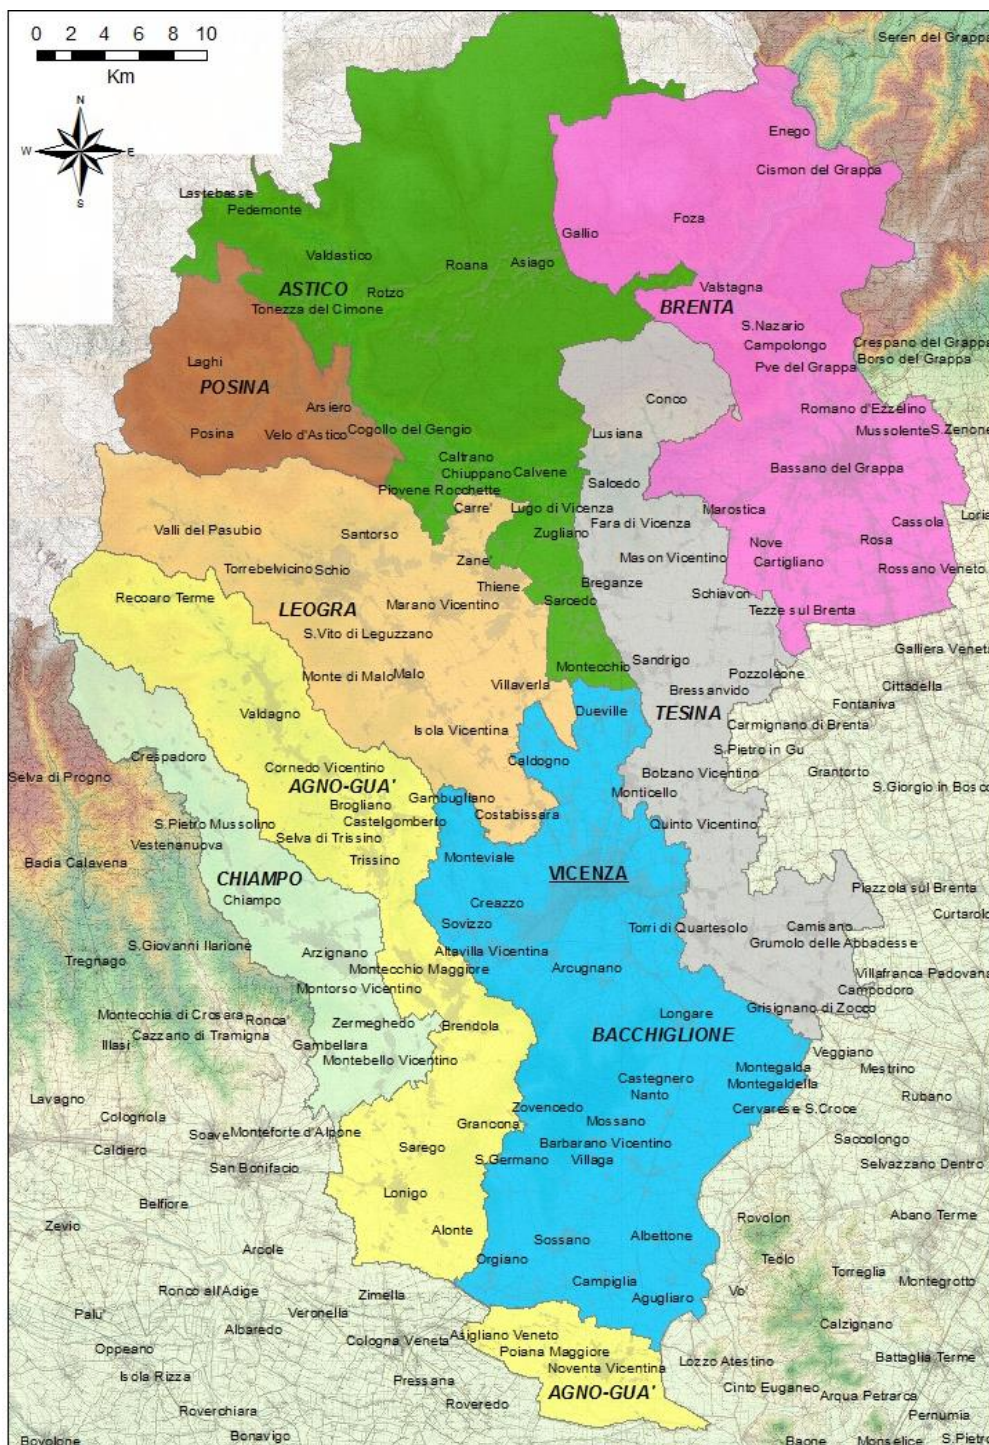 0 2 4 6 8 10
Km
N
W E
S
Seren del Grappa
Enego
Cismon del Grappa
Lastebasse
Pedemonte
Foza
Gallio
Valdastico
Roana
Asiago
ASTICO
Rotzo
Valstagna
Tonezza del Cimone
BRENTA
S.Nazario
Campolongo
Crespano del Grappa
Borso del Grappa
Laghi
Pve del Grappa
POSINA
Conco
Arsiero
Romano d'Ezzelino
Posina
Velo d'Astico
Cogollo del Gengio
Lusiana
Mussolente
S.Zenone
Caltrano
Chiuppano
Calvene
Bassano del Grappa
Salcedo
Piovene Rocchette
Carre'
Lugo di Vicenza
Marostica
Loria
Valli del Pasubio
Santorso
Zugliano
Fara di Vicenza
Cassola
Nove
Rosa
Zane'
Mason Vicentino
Cartigliano
Torrebelvicino
Schio
Rossano Veneto
Thiene
Breganze
Recoaro Terme
LEOGRA
Marano Vicentino
Sarcedo
Schiavon
Tezze sul Brenta
S.Vito di Leguzzano
Galliera Venet
Monte di Malo
Malo
Montecchio
Sandrigo
Pozzoleone
Villaverla
Bressanvido
Cittadella
Valdagno
Dueville
TESINA
Fontaniva
Isola Vicentina
Carmignano di Brenta
Crespadoro
Caldogno
S.Pietro in Gu
Selva di Progno
Cornedo Vicentino
Bolzano Vicentino
Grantorto
AGNO-GUA'
Monticello
S.Giorgio in Bosco
Brogliano
Gambugliano
Castelgomberto
Costabissara
S.Pietro Mussolino
Quinto Vicentino
Vestenanuova
Selva di Trissino
Badia Calavena
Trissino
Monteviale
CHIAMPO
VICENZA
Piazzola sul Brenta
Chiampo
Creazzo
Curtarolo
Sovizzo
Torri di Quartesolo
Camisano
Grumolo delle Abbadesse
S.Giovanni Ilarione
Arzignano
Altavilla Vicentina
Tregnago
Montecchio Maggiore
Arcugnano
Villafranca Padovana
Montorso Vicentino
Campodoro
Montecchia di Crosara
Ronca'
Zermeghedo
Brendola
Longare
Grisignano di Zocco
Cazzano di Tramigna
Illasi
Gambellara
BACCHIGLIONE
Montebello Vicentino
Veggiano
Montegalda
Mestrino
Castegnero
Montegaldella
Lavagno
Nanto
Rubano
Colognola
Zovencedo
Cervarese S.Croce
Grancona
Mossano
Soave
Monteforte d'Alpone
Caldiero
Sarego
Barbarano Vicentino
Saccolongo
S.Germano
Villaga
San Bonifacio
Selvazzano Dentro
Lonigo
Belfiore
Rovolon
Abano Terme
Zevio
Alonte
Sossano
Albettone
Arcole
Orgiano
Teolo
Torreglia
Ronco all'Adige
Zimella
Campiglia
Vo'
Montegrotto
Agugliaro
Palu'
Veronella
Albaredo
Calzignano
Cologna Veneta
Asigliano Veneto
Oppeano
Poiana Maggiore
Lozzo Atestino
Battaglia Terme
Isola Rizza
Noventa Vicentina
Pressana
Cinto Euganeo
AGNO-GUA'
Arqua Petrarca
Roverchiara
Roveredo
Pernumia
Bovolone
Bonavigo
Baone
Monselice
S.Pietro